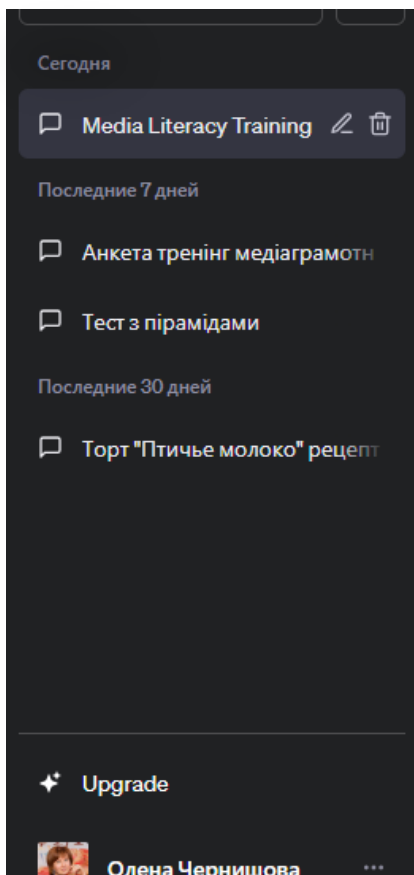 Сегодня
Media Literacy Training
Последние 7 дней
Анкета тренінг медіаграмотн
Тест з пірамідами
Последние 30 дней
Торт "Птичье молоко" рецепт
Upgrade
Олена Чернишова